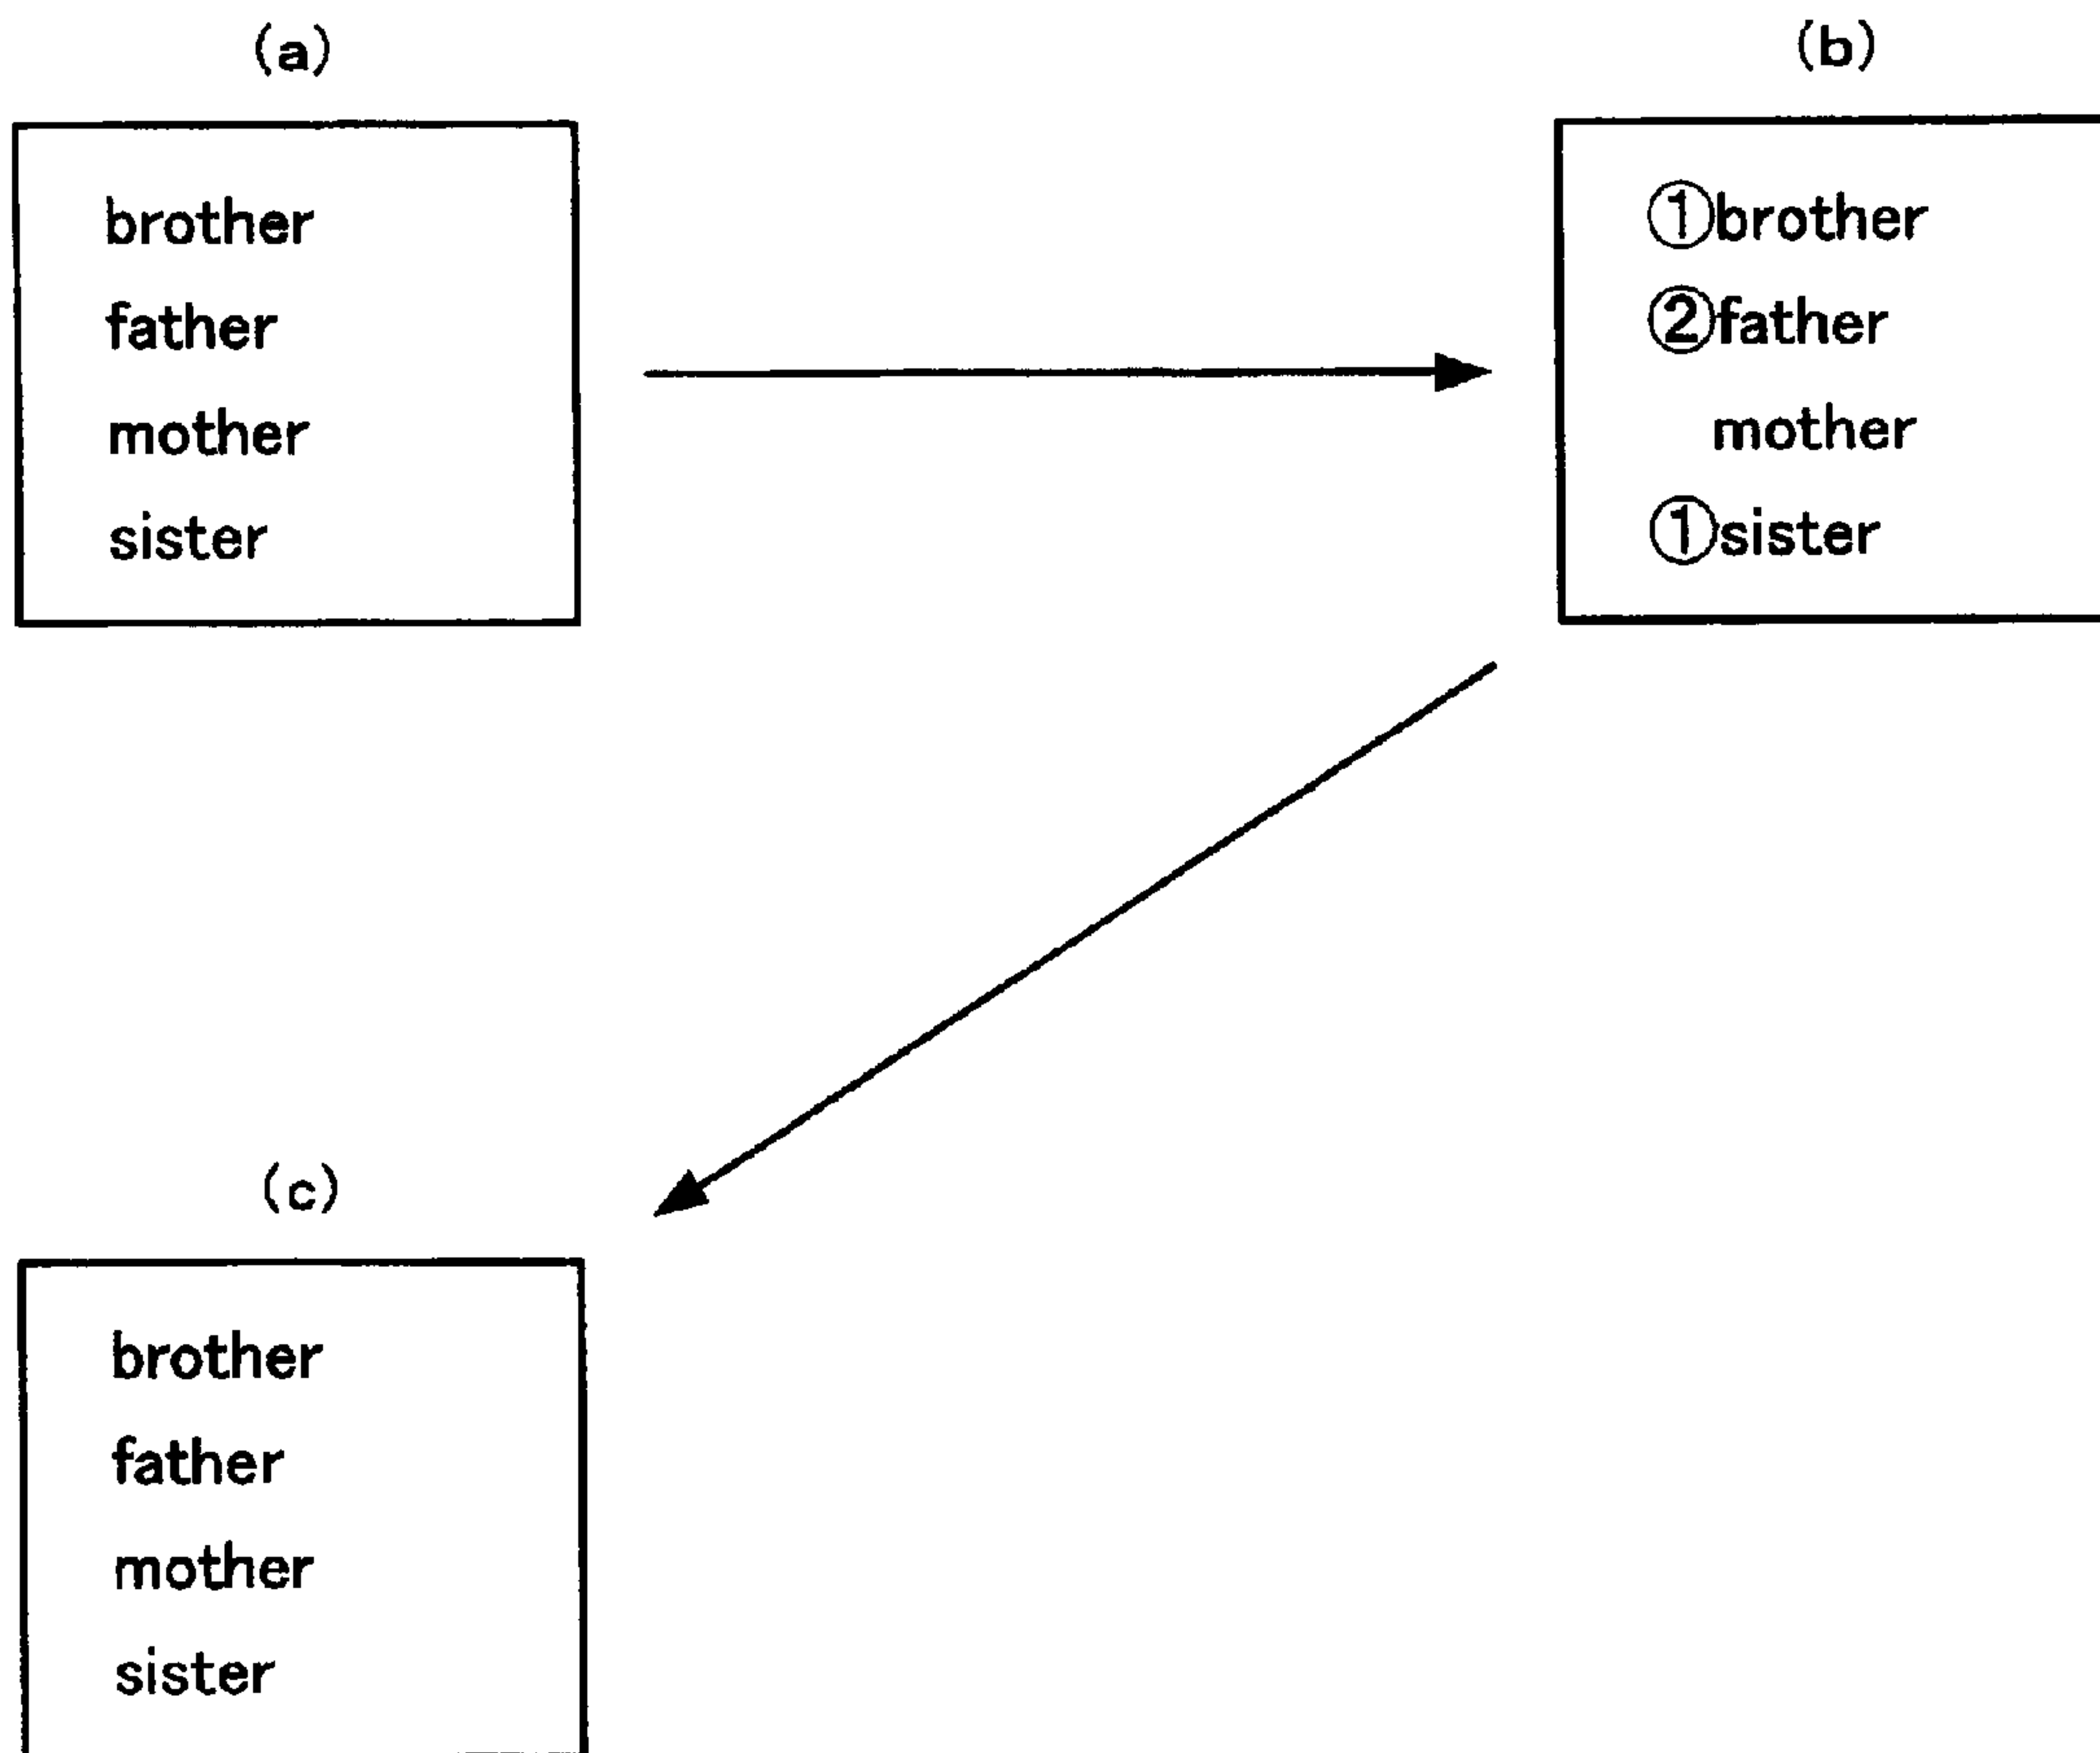 (a)
brother
father
mother
sister
(b)
①brother
②father
mother
①sister
(c)
brother
father
mother
sister